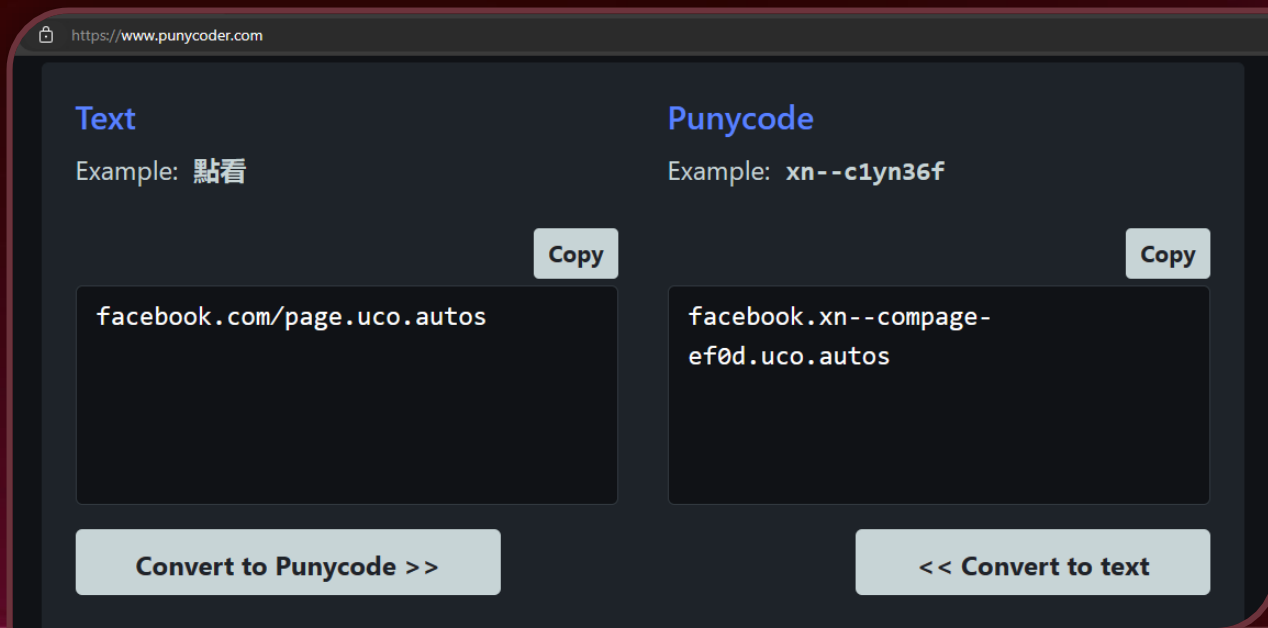 https://www.punycoder.com
Text
Punycode
Example: 點看
Example: xn--c1yn36f
Copy
Copy
facebook.com∕page.uco.autos
facebook.xn--compage-
ef0d.uco.autos
Convert to Punycode >>
<< Convert to text